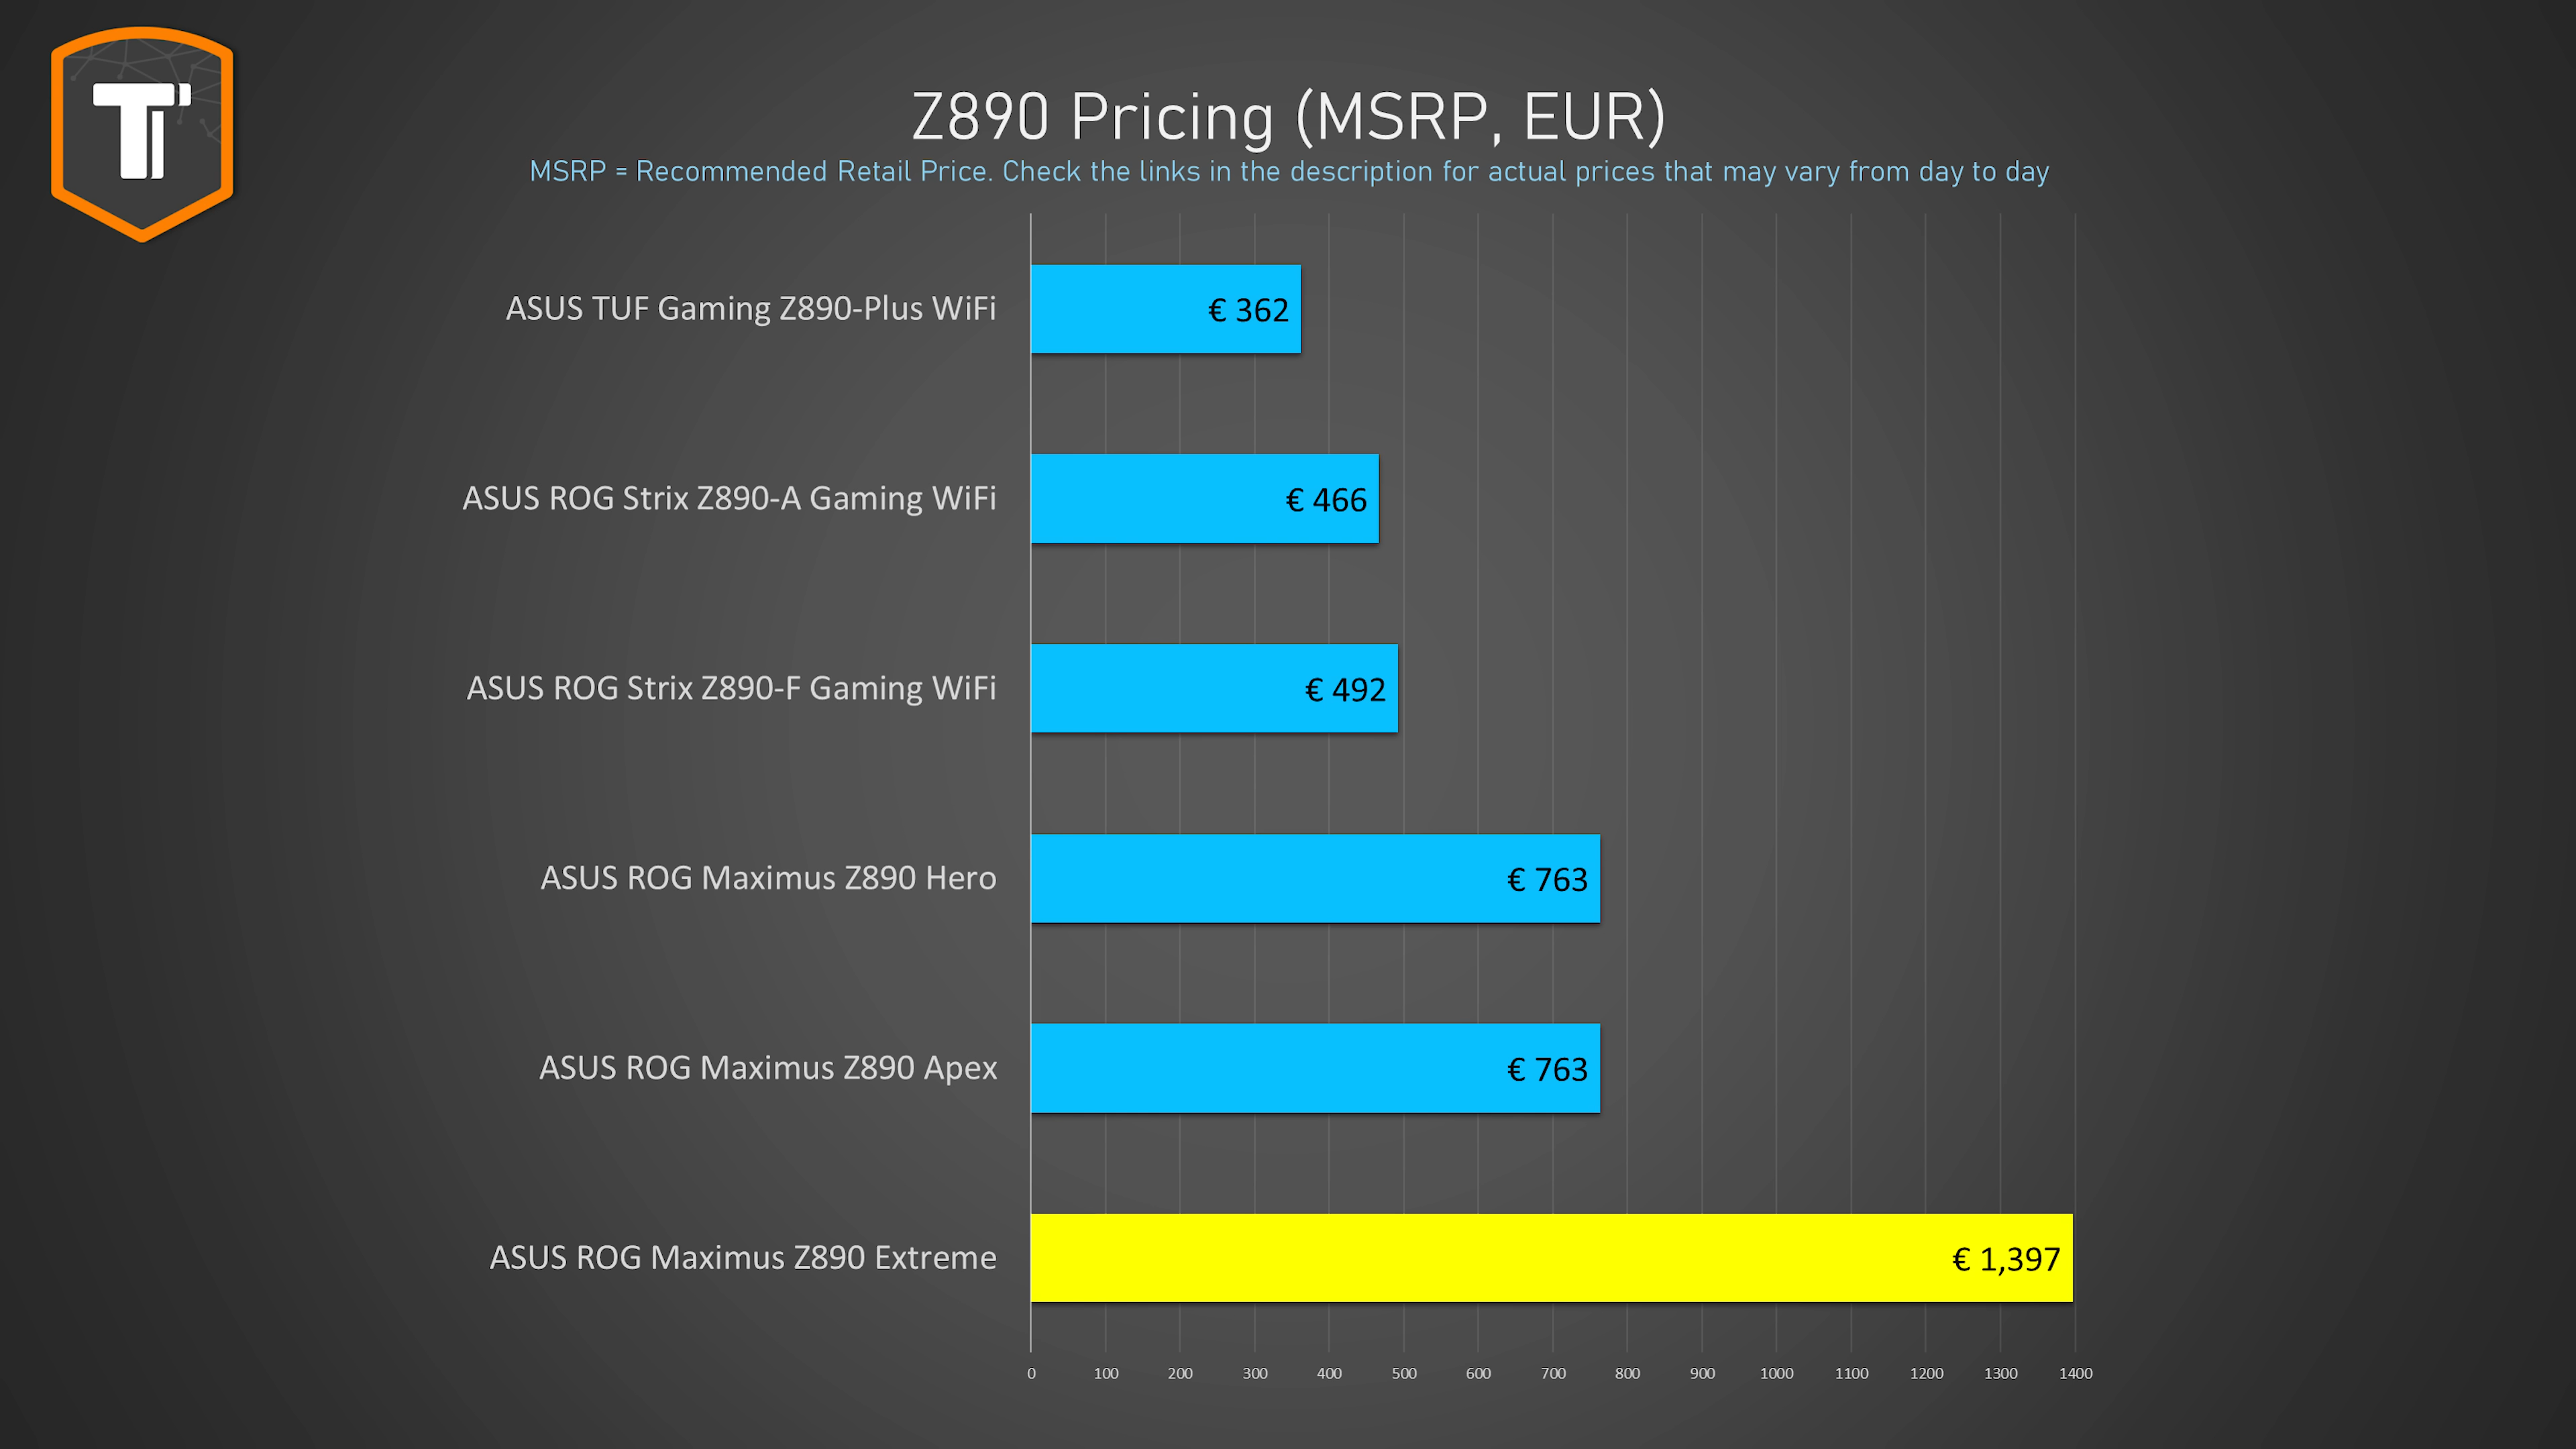 T
Z890 Pricing (MSRP, EUR)
MSRP = Recommended Retail Price. Check the links in the description for actual prices that may vary from day to day
ASUS TUF Gaming Z890-Plus WiFi € 362
ASUS ROG Strix Z890-A Gaming WiFi € 466
ASUS ROG Strix Z890-F Gaming WiFi € 492
ASUS ROG Maximus Z890 Hero € 763
ASUS ROG Maximus Z890 Apex € 763
ASUS ROG Maximus Z890 Extreme € 1,397
0 100 200 300 400 500 600 700 800 900 1000 1100 1200 1300 1400